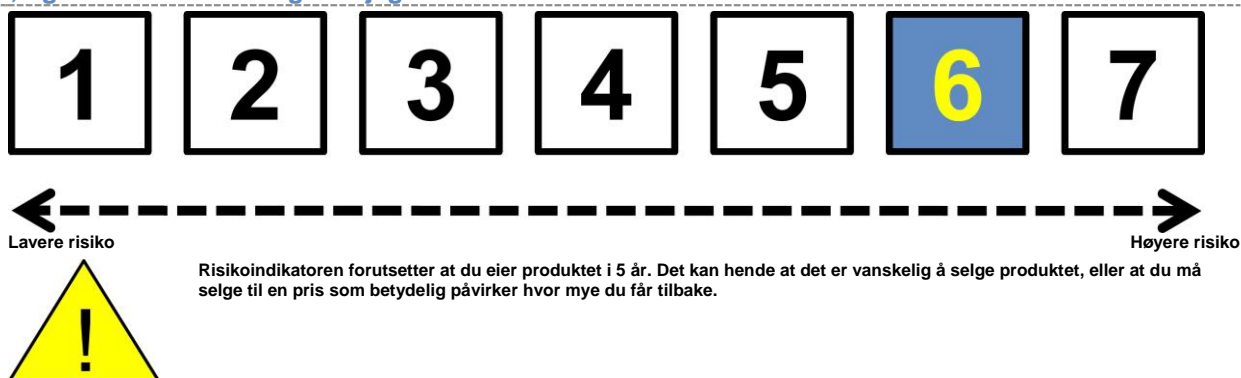 1 2 3 4 5 6 7
Lavere risiko Høyere risiko
Risikoindikatoren forutsetter at du eier produktet i 5 år. Det kan hende at det er vanskelig å selge produktet, eller at du må
selge til en pris som betydelig påvirker hvor mye du får tilbake.
!